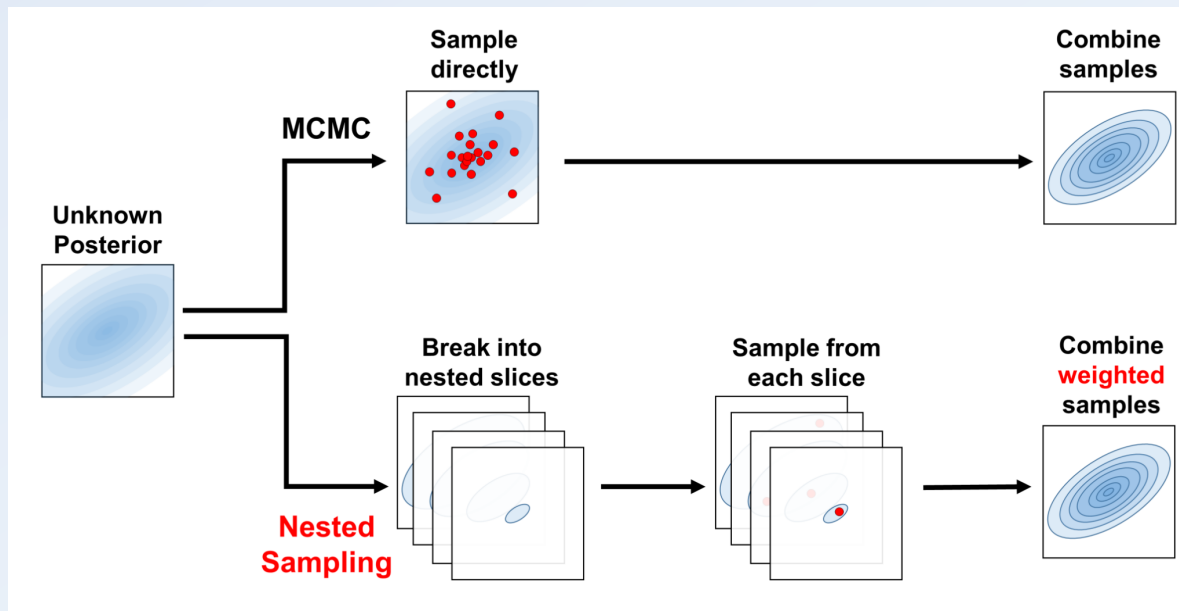 Sample
directly
Combine
samples
MCMC
Unknown
Posterior
Break into
nested slices
Sample from
each slice
Combine
weighted
samples
Nested
Sampling